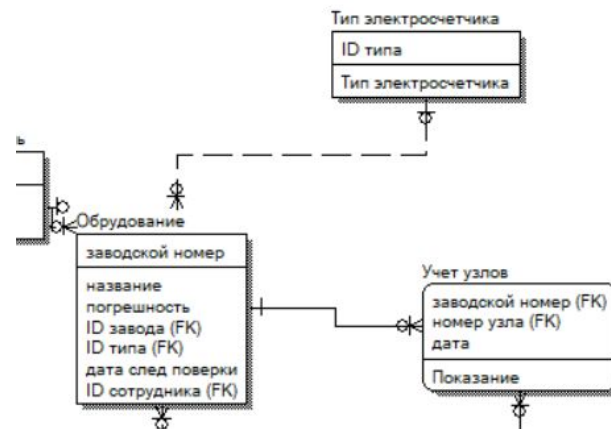 Тип электросчетчика
ID типа
Тип электросчетчика
ь
Обрудование
заводской номер
название
погрешность
ID завода (FK)
ID типа (FK)
дата след поверки
ID сотрудника (FK)
Учет узлов
заводской номер (FK)
номер узла (FK)
дата
Показание